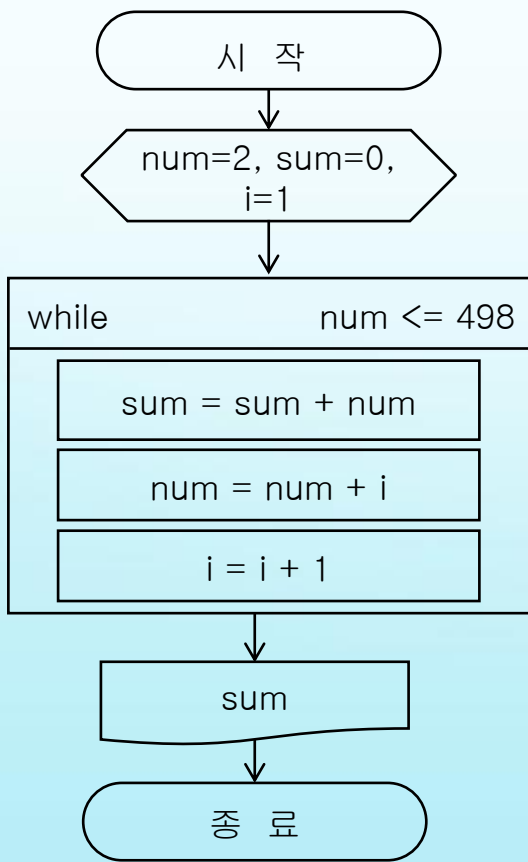 시 작
num=2, sum=0,
i=1
while num <= 498
sum = sum + num
num = num + i
i = i + 1
sum
종 료